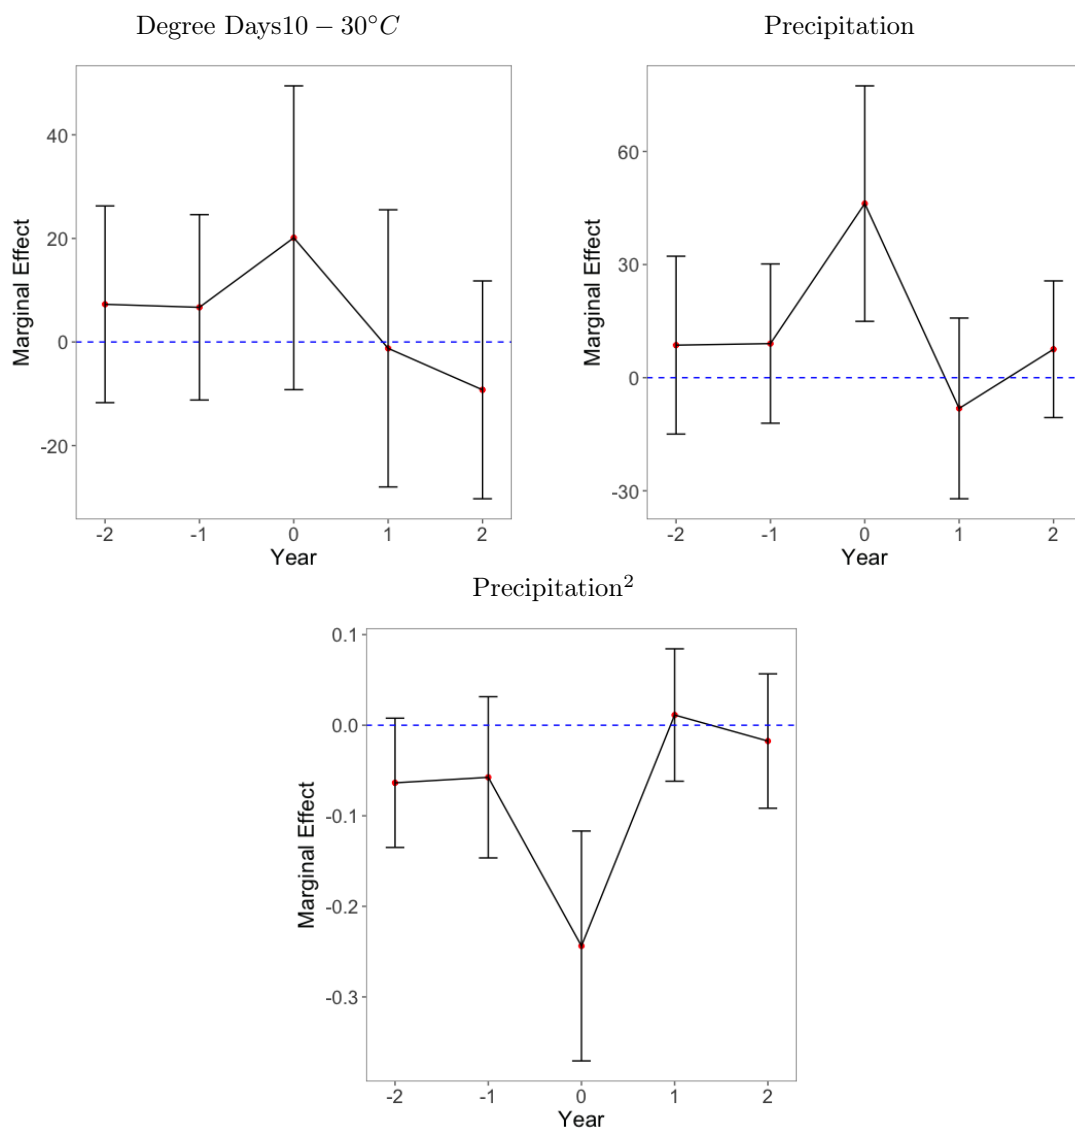 Degree Days10 − 30°C
Marginal Effect
40
20
0
-20
-2 -1 0 1 2
Year
Precipitation
Marginal Effect
60
30
0
-30
-2 -1 0 1 2
Year
Precipitation²
Marginal Effect
0.1
0.0
-0.1
-0.2
-0.3
-2 -1 0 1 2
Year